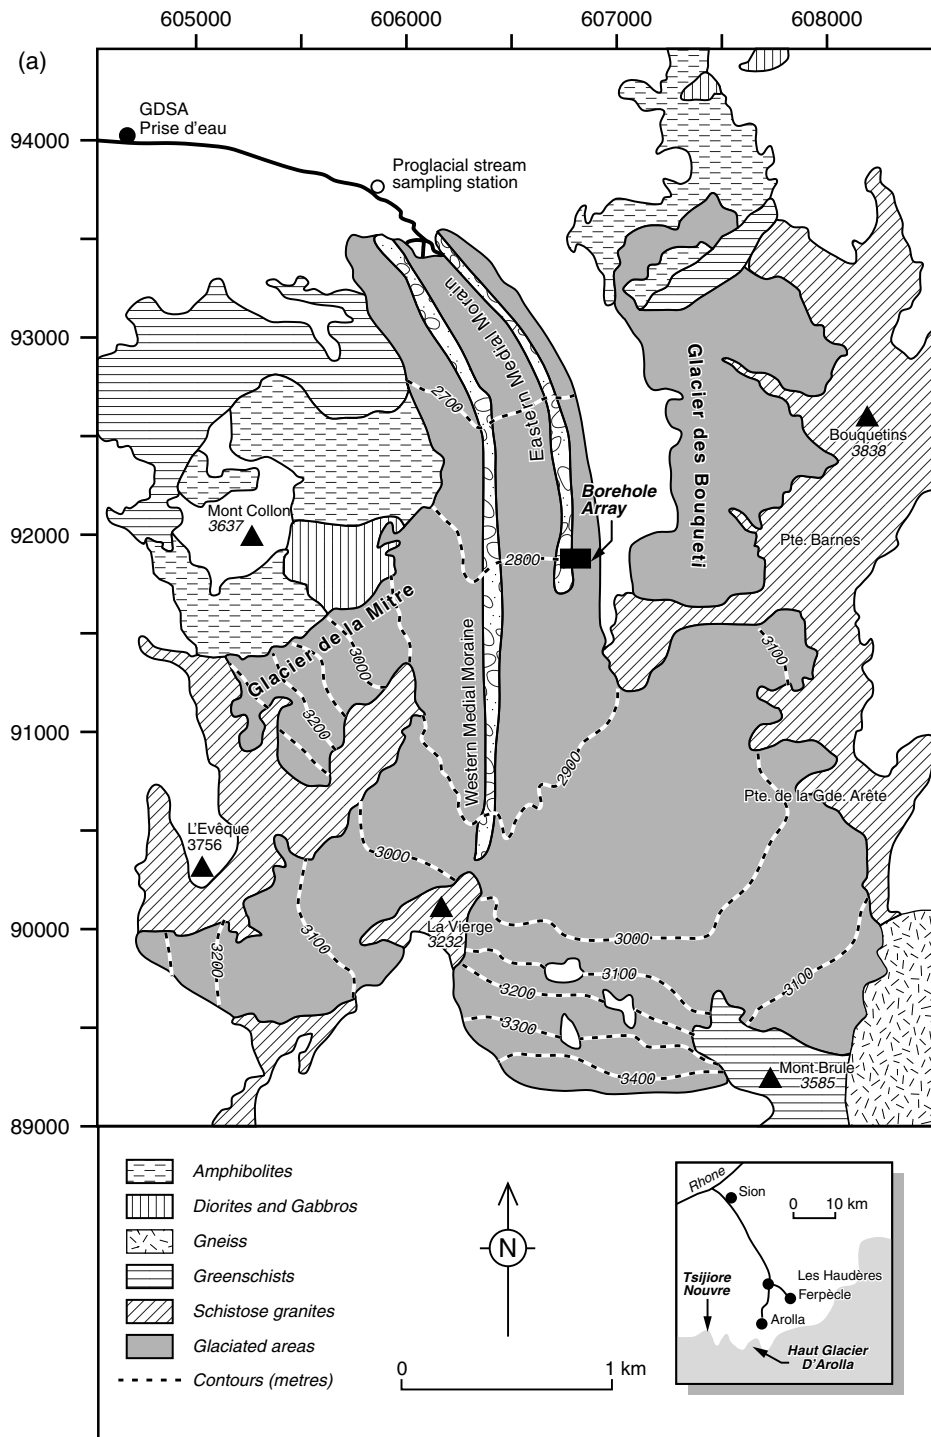 605000
606000
607000
608000
(a)
GDSA
Prise d'eau
94000
Proglacial stream
sampling station
93000
Eastern Medial Morain
2700
Glacier des Bouqueti
Bouquetins
3838
Borehole
Array
Mont Collon
3637
92000
Pte. Barnes
2800
Glacier de la Mitre
3000
3100
3200
91000
Western Medial Moraine
2900
Pte. de la Gde. Arête
L'Evêque
3756
3000
90000
La Vierge
3232
3000
3100
3200
3100
3100
3200
3300
3400
Mont Brule
3585
89000
Amphibolites
Diorites and Gabbros
Gneiss
Greenschists
Schistose granites
Glaciated areas
Contours (metres)
N
0
1 km
Rhone
Sion
0 10 km
Les Haudères
Ferpècle
Tsijiore
Nouvre
Arolla
Haut Glacier
D'Arolla